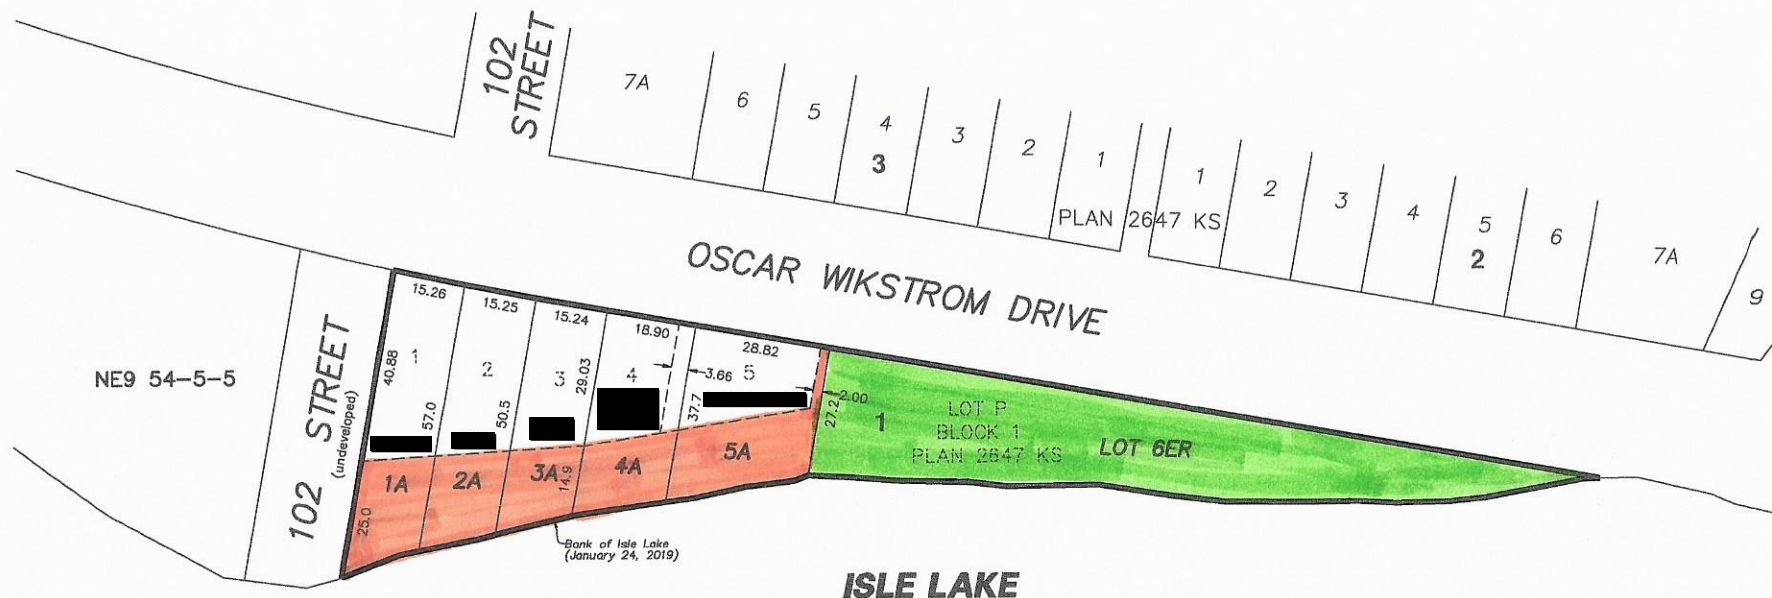 102
STREET
7A
6
5
4
3
3
2
1
1
2
3
4
5
2
6
7A
9
PLAN 2647 KS
OSCAR WIKSTROM DRIVE
NE9 54-5-5
102 STREET
(undeveloped)
15.26
15.25
15.24
18.90
28.82
1
2
3
4
5
40.88
57.0
50.5
29.03
37.7
3.66
27.2
2.00
1A
2A
3A
4A
5A
25.0
14.9
1
LOT P
BLOCK 1
PLAN 2647 KS
LOT 6ER
Bank of Isle Lake
(January 24, 2019)
ISLE LAKE